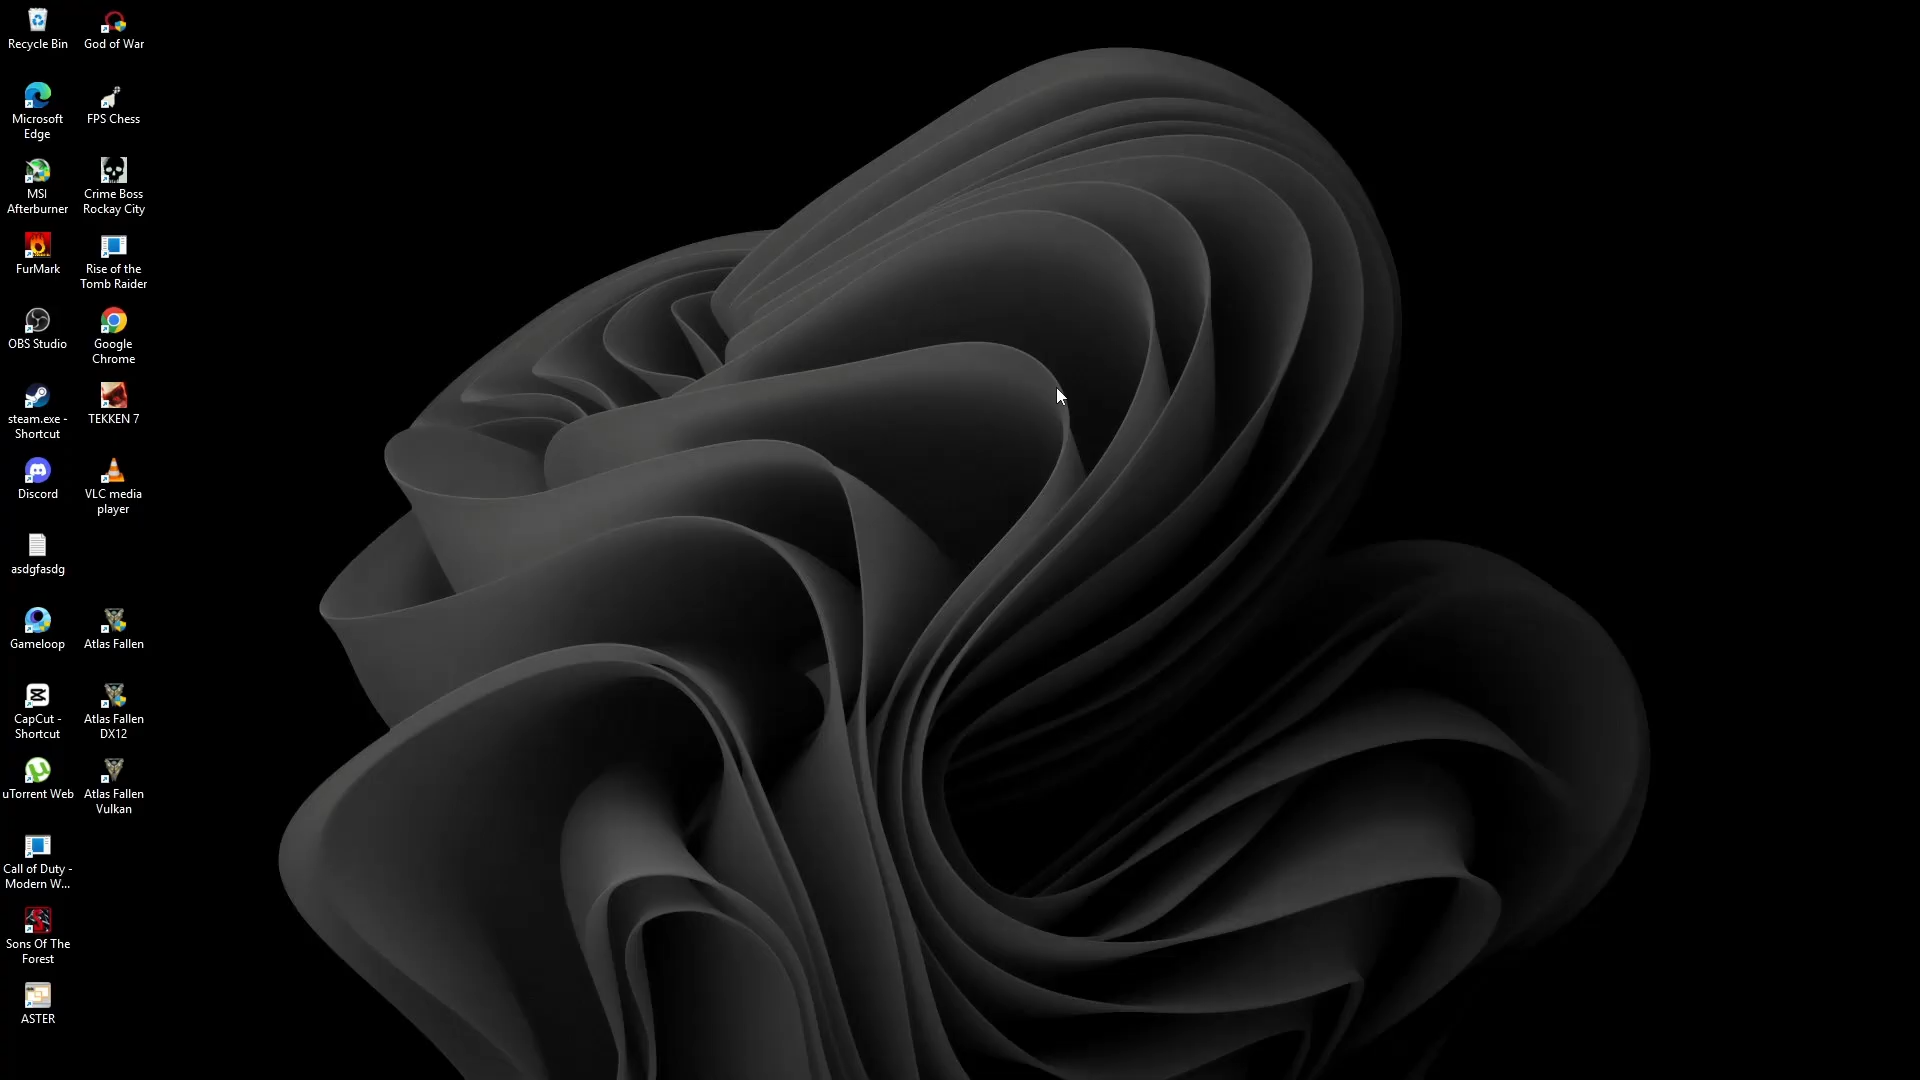 Recycle Bin
God of War
Microsoft
Edge
FPS Chess
MSI
Afterburner
Crime Boss
Rockay City
FurMark
Rise of the
Tomb Raider
OBS Studio
Google
Chrome
steam.exe -
Shortcut
TEKKEN 7
Discord
VLC media
player
asdgfasdg
Gameloop
Atlas Fallen
CapCut -
Shortcut
Atlas Fallen
DX12
uTorrent Web
Atlas Fallen
Vulkan
Call of Duty -
Modern W...
Sons Of The
Forest
ASTER